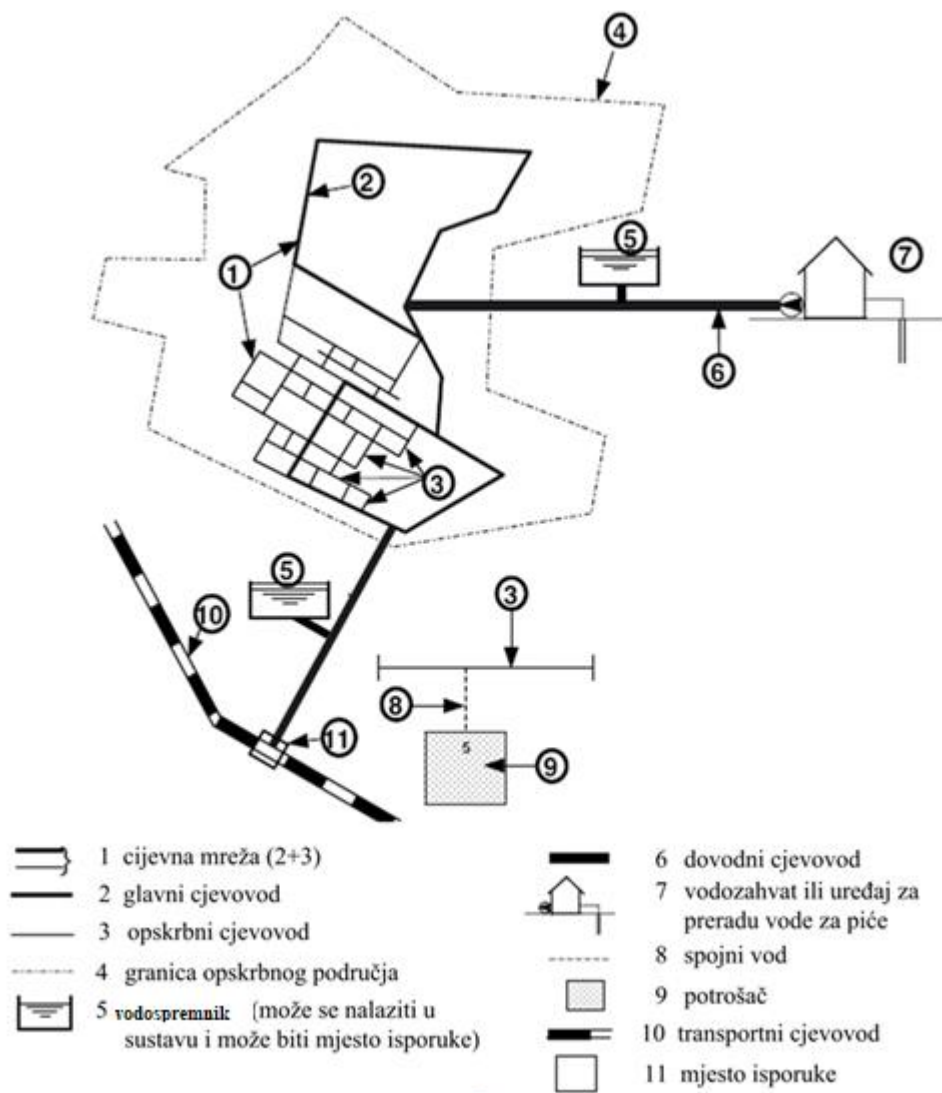 4
2
5
7
1
6
3
5
10
3
8
11
5
9
1 cijevna mreža (2+3)
2 glavni cjevovod
3 opskrbni cjevovod
4 granica opskrbnog područja
5 vodospremnik (može se nalaziti u
sustavu i može biti mjesto isporuke)
6 dovodni cjevovod
7 vodozahvat ili uređaj za
preradu vode za piće
8 spojni vod
9 potrošač
10 transportni cjevovod
11 mjesto isporuke